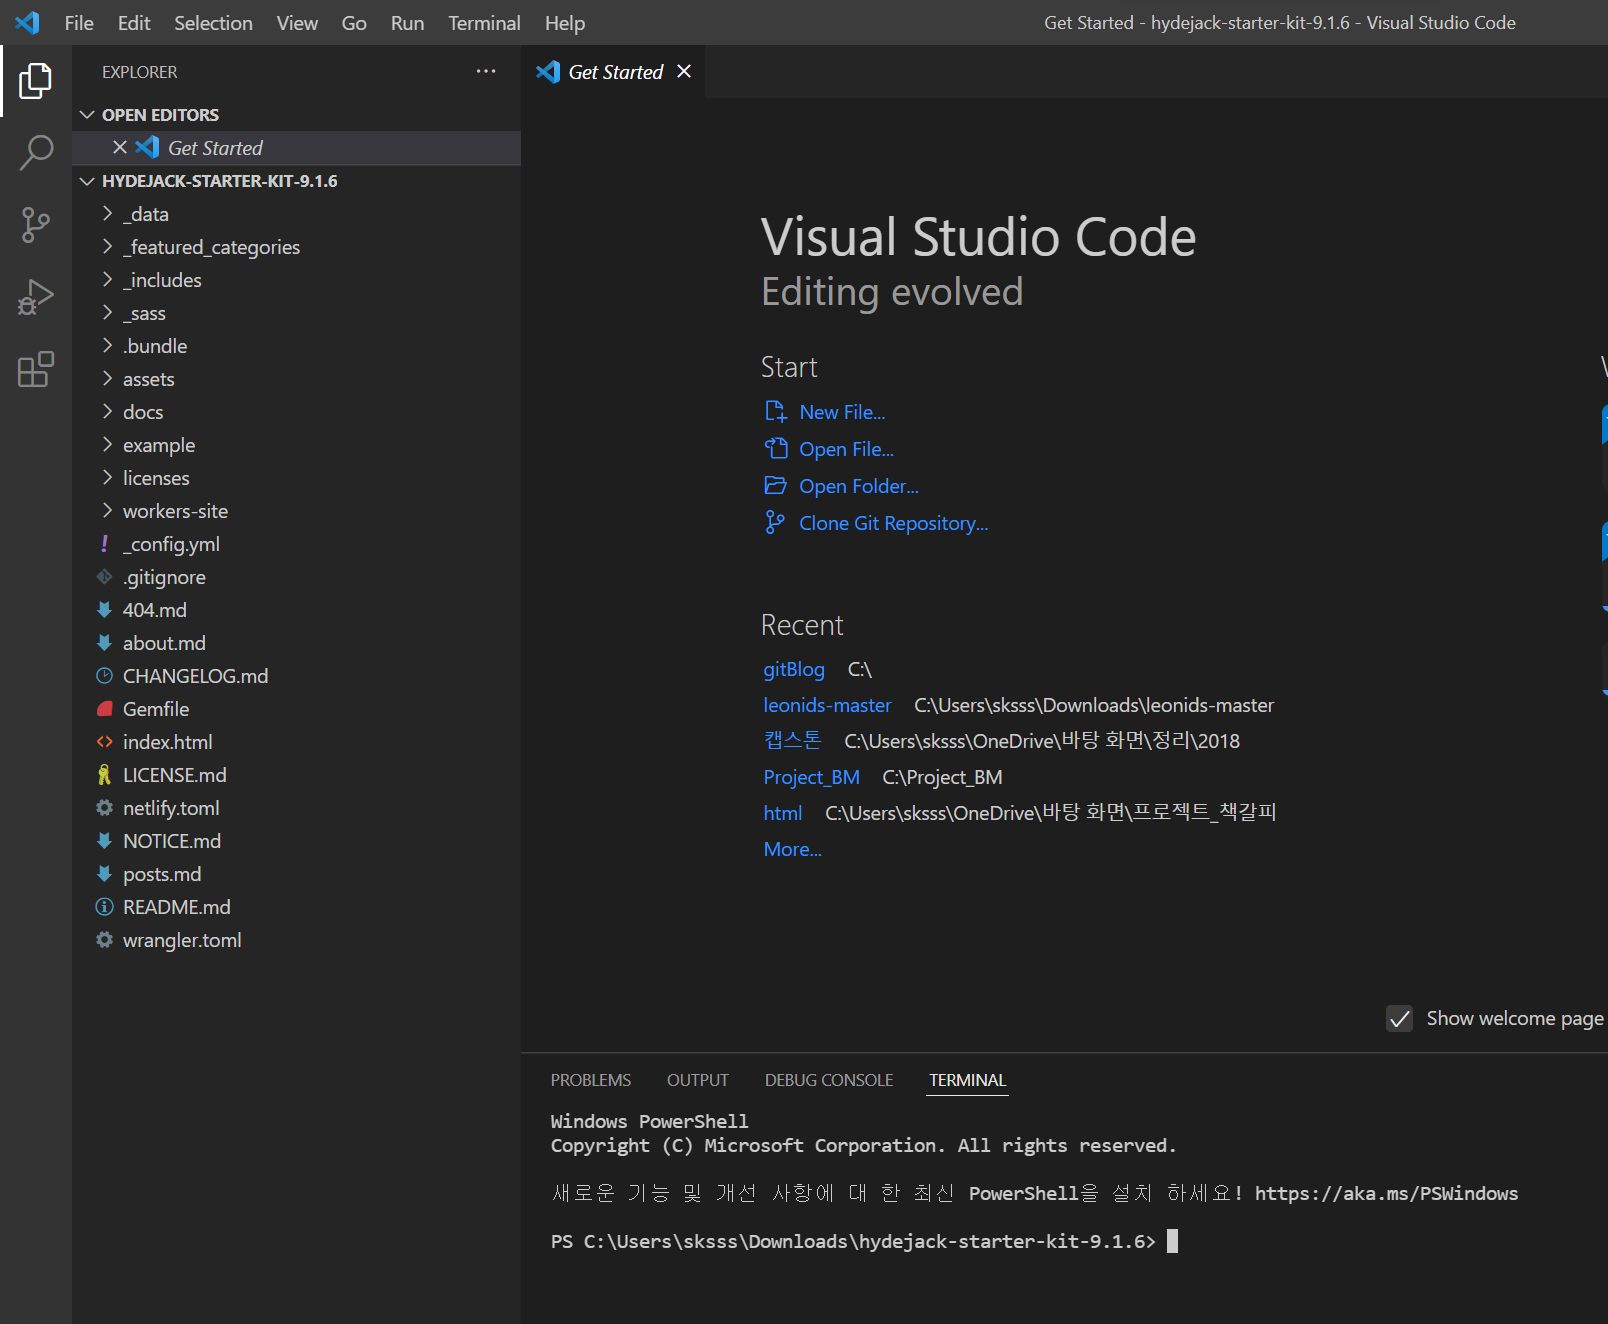 File Edit Selection View Go Run Terminal Help
Get Started - hydejack-starter-kit-9.1.6 - Visual Studio Code
EXPLORER
OPEN EDITORS
Get Started
HYDEJACK-STARTER-KIT-9.1.6
_data
_featured_categories
_includes
_sass
.bundle
assets
docs
example
licenses
workers-site
_config.yml
.gitignore
404.md
about.md
CHANGELOG.md
Gemfile
index.html
LICENSE.md
netlify.toml
NOTICE.md
posts.md
README.md
wrangler.toml
Get Started
Visual Studio Code
Editing evolved
Start
New File...
Open File...
Open Folder...
Clone Git Repository...
Recent
gitBlog C:\
leonids-master C:\Users\sksss\Downloads\leonids-master
캡스톤 C:\Users\sksss\OneDrive\바탕 화면\정리\2018
Project_BM C:\Project_BM
html C:\Users\sksss\OneDrive\바탕 화면\프로젝트_책갈피
More...
Show welcome page
PROBLEMS OUTPUT DEBUG CONSOLE TERMINAL
Windows PowerShell
Copyright (C) Microsoft Corporation. All rights reserved.
새로운 기능 및 개선 사항에 대 한 최신 PowerShell을 설치 하세요! https://aka.ms/PSWindows
PS C:\Users\sksss\Downloads\hydejack-starter-kit-9.1.6>